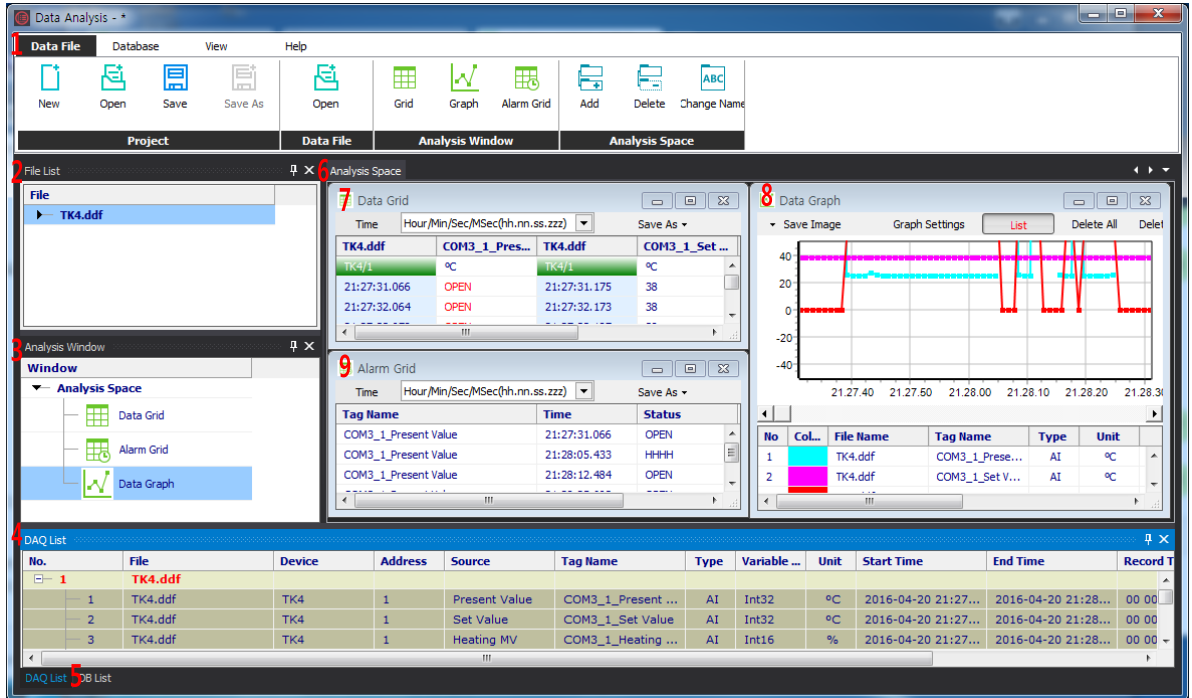 Data Analysis - *
1
Data File Database View Help
New Open Save Save As Open Grid Graph Alarm Grid Add Delete Change Name
ABC
Project Data File Analysis Window Analysis Space
2 File List
File
TK4.ddf
3 Analysis Window
Window
Analysis Space
Data Grid
Alarm Grid
Data Graph
6 Analysis Space
7 Data Grid
Time Hour/Min/Sec/MSec(hh.nn.ss.zzz) Save As
TK4.ddf COM3_1_Pres... TK4.ddf COM3_1_Set ...
TK4/1 ºC TK4/1 ºC
21:27:31.066 OPEN 21:27:31.175 38
21:27:32.064 OPEN 21:27:32.173 38
9 Alarm Grid
Time Hour/Min/Sec/MSec(hh.nn.ss.zzz) Save As
Tag Name Time Status
COM3_1_Present Value 21:27:31.066 OPEN
COM3_1_Present Value 21:28:05.433 HHHH
COM3_1_Present Value 21:28:12.484 OPEN
8 Data Graph
Save Image Graph Settings List Delete All Delet
40
20
0
-20
-40
21.27.40 21.27.50 21.28.00 21.28.10 21.28.20 21.28.30
No Col... File Name Tag Name Type Unit
1 TK4.ddf COM3_1_Prese... AI ºC
2 TK4.ddf COM3_1_Set V... AI ºC
4 DAQ List
No. File Device Address Source Tag Name Type Variable ... Unit Start Time End Time Record T
1 TK4.ddf
1 TK4.ddf TK4 1 Present Value COM3_1_Present ... AI Int32 ºC 2016-04-20 21:27... 2016-04-20 21:28... 00 00
2 TK4.ddf TK4 1 Set Value COM3_1_Set Value AI Int32 ºC 2016-04-20 21:27... 2016-04-20 21:28... 00 00
3 TK4.ddf TK4 1 Heating MV COM3_1_Heating ... AI Int16 % 2016-04-20 21:27... 2016-04-20 21:28... 00 00
DAQ List 5 DB List